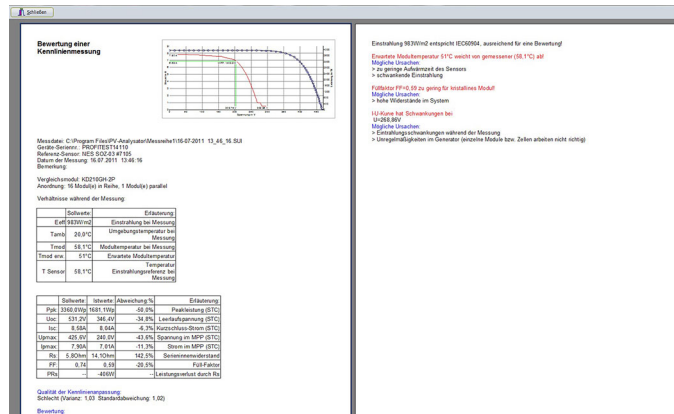 Schließen
Bewertung einer
Kennlinienmessung
Messdatei: C:\Program Files\PV-Analysator\Messreihe1\16-07-2011 13_46_16.SUI
Geräte-Seriennr.: PROFITEST14110
Referenz-Sensor: NES SOZ-03 #7105
Datum der Messung: 16.07.2011 13:46:16
Bemerkung:
Vergleichsmodul: KD210GH-2P
Anordnung: 16 Modul(e) in Reihe, 1 Modul(e) parallel
Verhältnisse während der Messung:
Sollwerte: Erläuterung:
Eeff 983W/m2 Einstrahlung bei Messung
Tamb 20,0°C Umgebungstemperatur bei Messung
Tmod 58,1°C Modultemperatur bei Messung
Tmod erw. 51°C Erwartete Modultemperatur
T Sensor 58,1°C Temperatur Einstrahlungsreferenz bei Messung
Sollwerte: Istwerte: Abweichung:% Erläuterung:
Ppk: 3360,0Wp 1681,1Wp -50,0% Peakleistung (STC)
Uoc: 531,2V 346,4V -34,8% Leerlaufspannung (STC)
Isc: 8,58A 8,04A -6,3% Kurzschluss-Strom (STC)
Upmax: 425,6V 240,0V -43,6% Spannung im MPP (STC)
Ipmax: 7,90A 7,01A -11,3% Strom im MPP (STC)
Rs 5,8Ohm 14,1Ohm 142,5% Serieninnenwiderstand
FF 0,74 0,59 -20,5% Füll-Faktor
PRs -- -406W -- Leistungsverlust durch Rs
Qualität der Kennlinienanpassung:
Schlecht (Varianz: 1,03 Standardabweichung: 1,02)
Bewertung:
Einstrahlung 983W/m2 entspricht IEC60904, ausreichend für eine Bewertung!
Erwartete Modultemperatur 51°C weicht von gemessener (58,1°C) ab!
Mögliche Ursachen:
> zu geringe Aufwärmzeit des Sensors
> schwankende Einstrahlung
Füllfaktor FF=0,59 zu gering für kristallines Modul!
Mögliche Ursachen:
> hohe Widerstände im System
I-U-Kurve hat Schwankungen bei
U=268,86V
Mögliche Ursachen:
> Eintrahlungsschwankungen während der Messung
> Unregelmäßigkeiten im Generator (einzelne Module bzw. Zellen arbeiten nicht richtig)